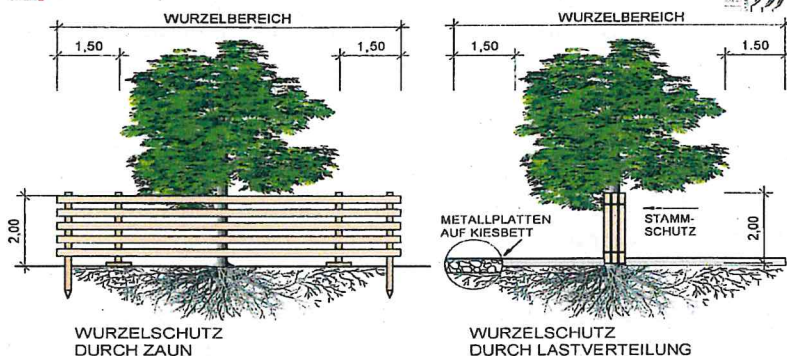 WURZELBEREICH
1,50
1,50
2,00
WURZELSCHUTZ
DURCH ZAUN
WURZELBEREICH
1,50
1,50
METALLPLATTEN
AUF KIESBETT
STAMM-
SCHUTZ
2,00
WURZELSCHUTZ
DURCH LASTVERTEILUNG